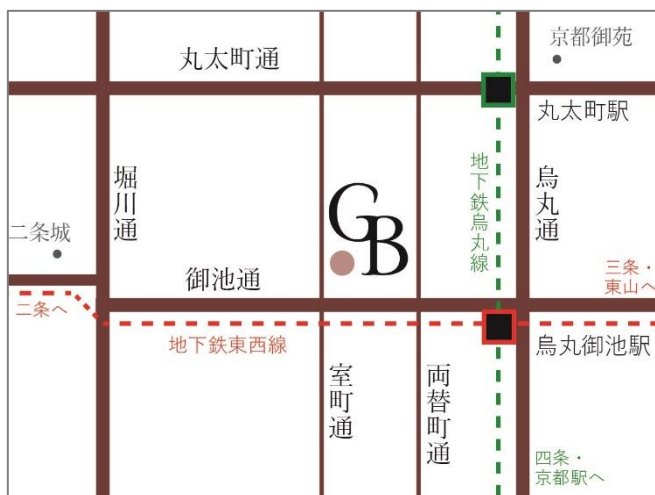 京都御苑
丸太町通
丸太町駅
堀川通
地下鉄烏丸線
烏丸通
GB
二条城
御池通
三条・
東山へ
二条へ
地下鉄東西線
烏丸御池駅
室町通
両替町通
四条・
京都駅へ